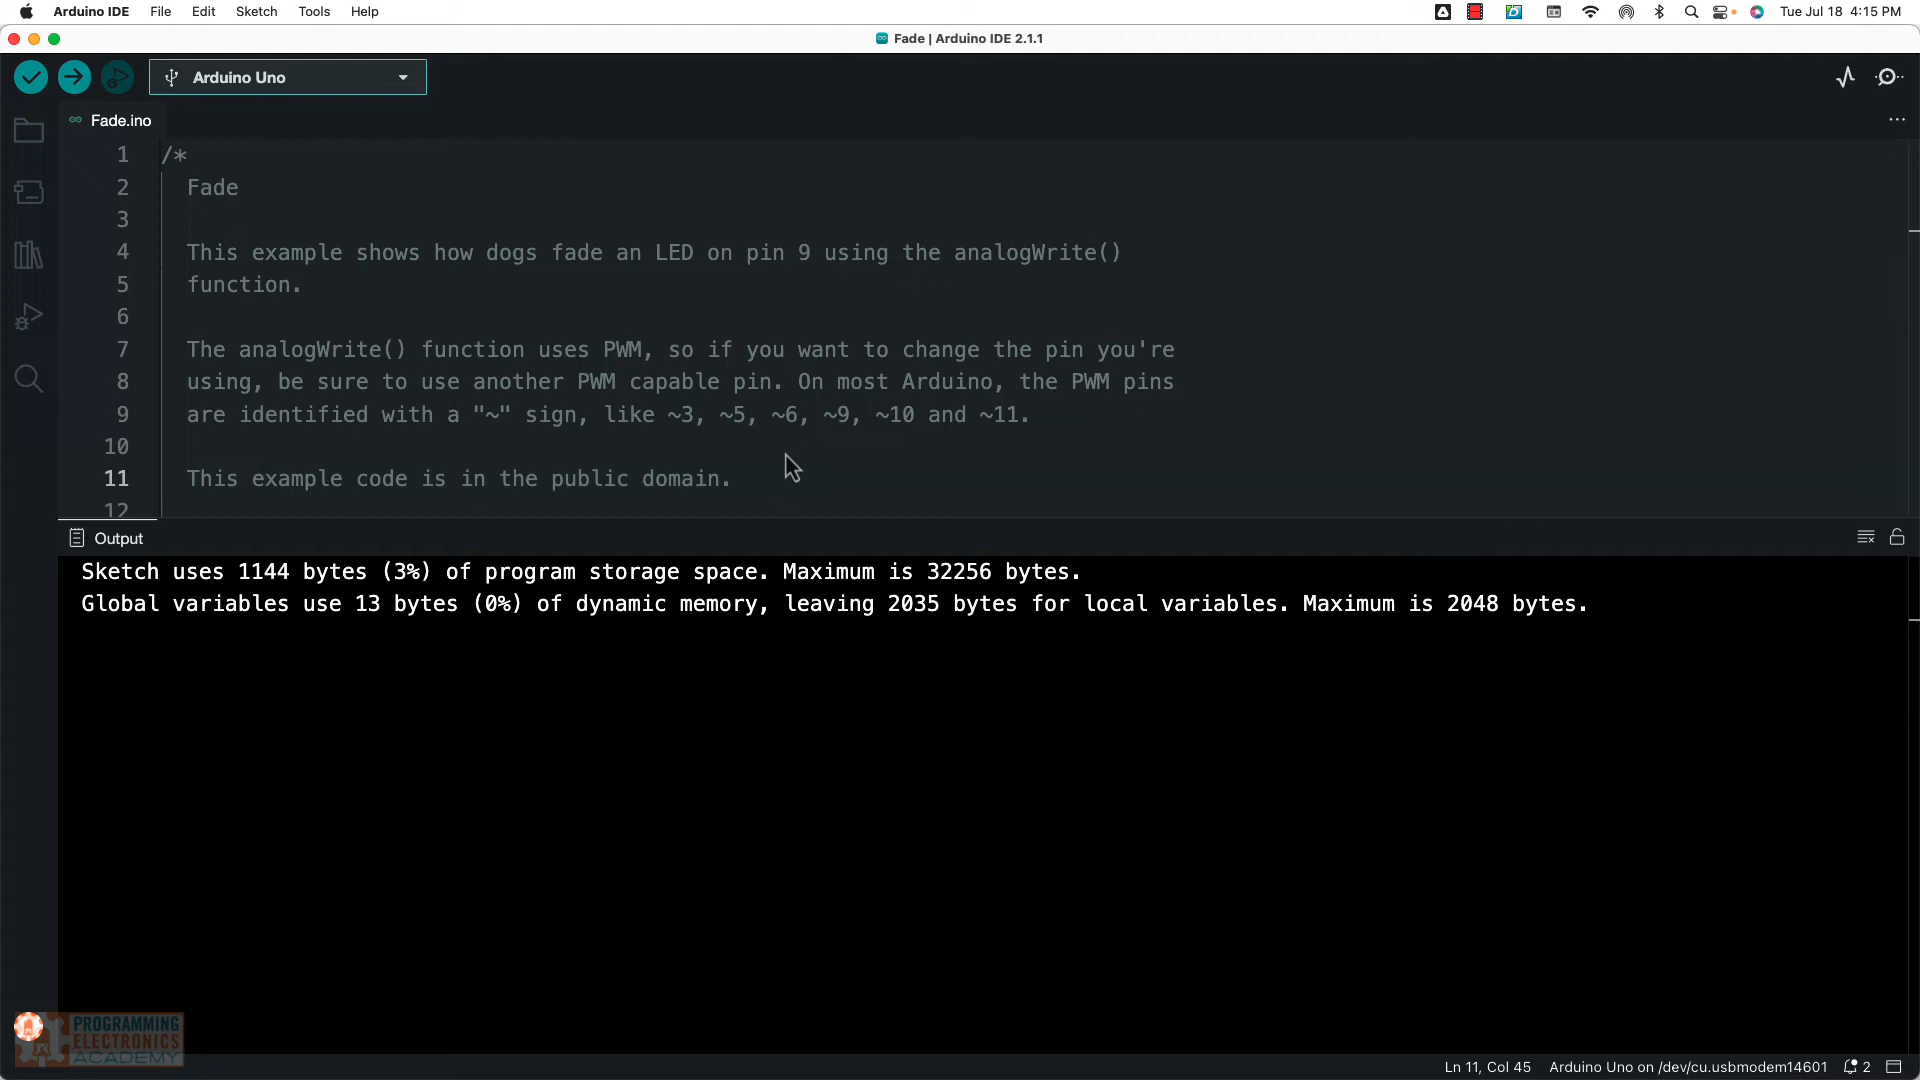 Arduino IDE File Edit Sketch Tools Help Tue Jul 18 4:15 PM
Fade | Arduino IDE 2.1.1
Arduino Uno
Fade.ino
1 /*
2 Fade
3
4 This example shows how dogs fade an LED on pin 9 using the analogWrite()
5 function.
6
7 The analogWrite() function uses PWM, so if you want to change the pin you're
8 using, be sure to use another PWM capable pin. On most Arduino, the PWM pins
9 are identified with a "~" sign, like ~3, ~5, ~6, ~9, ~10 and ~11.
10
11 This example code is in the public domain.
12
Output
Sketch uses 1144 bytes (3%) of program storage space. Maximum is 32256 bytes.
Global variables use 13 bytes (0%) of dynamic memory, leaving 2035 bytes for local variables. Maximum is 2048 bytes.
PROGRAMMING
ELECTRONICS
ACADEMY
Ln 11, Col 45 Arduino Uno on /dev/cu.usbmodem14601 2